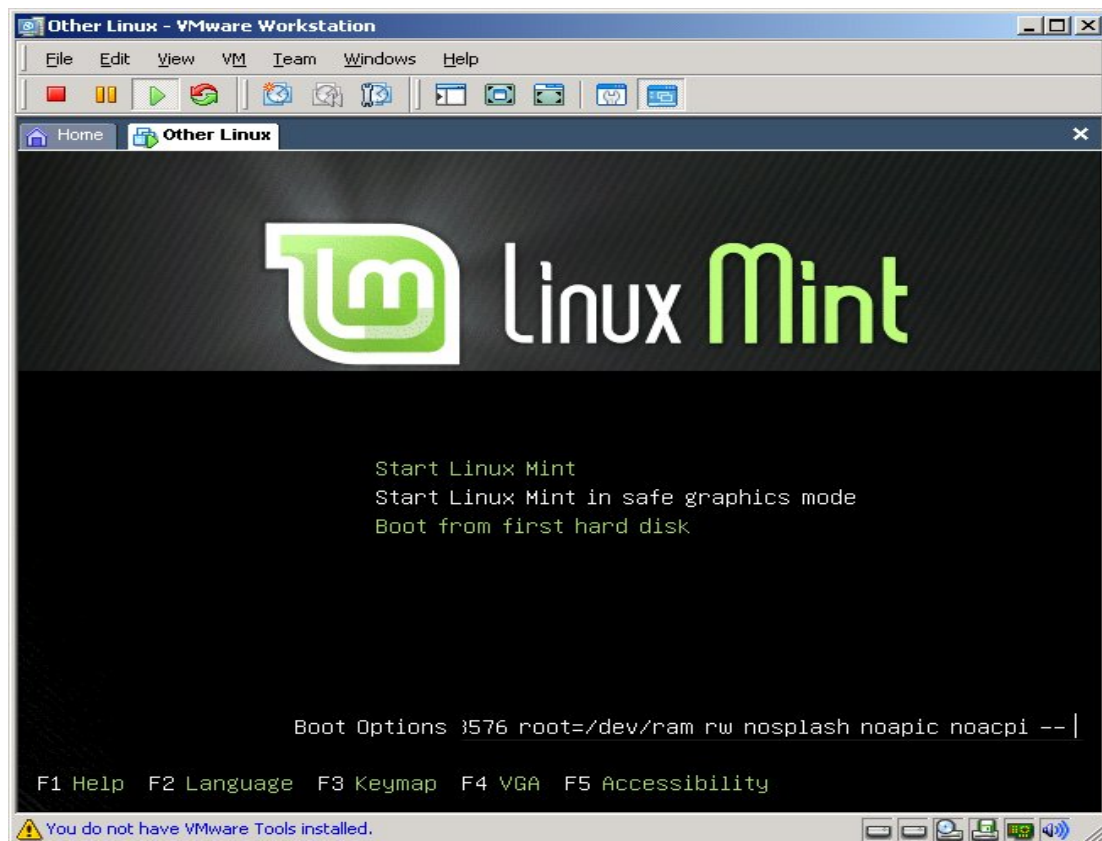 Other Linux - VMware Workstation
File Edit View VM Team Windows Help
Home Other Linux
lm Linux Mint
Start Linux Mint
Start Linux Mint in safe graphics mode
Boot from first hard disk
Boot Options 3576 root=/dev/ram rw nosplash noapic noacpi --
F1 Help F2 Language F3 Keymap F4 VGA F5 Accessibility
You do not have VMware Tools installed.